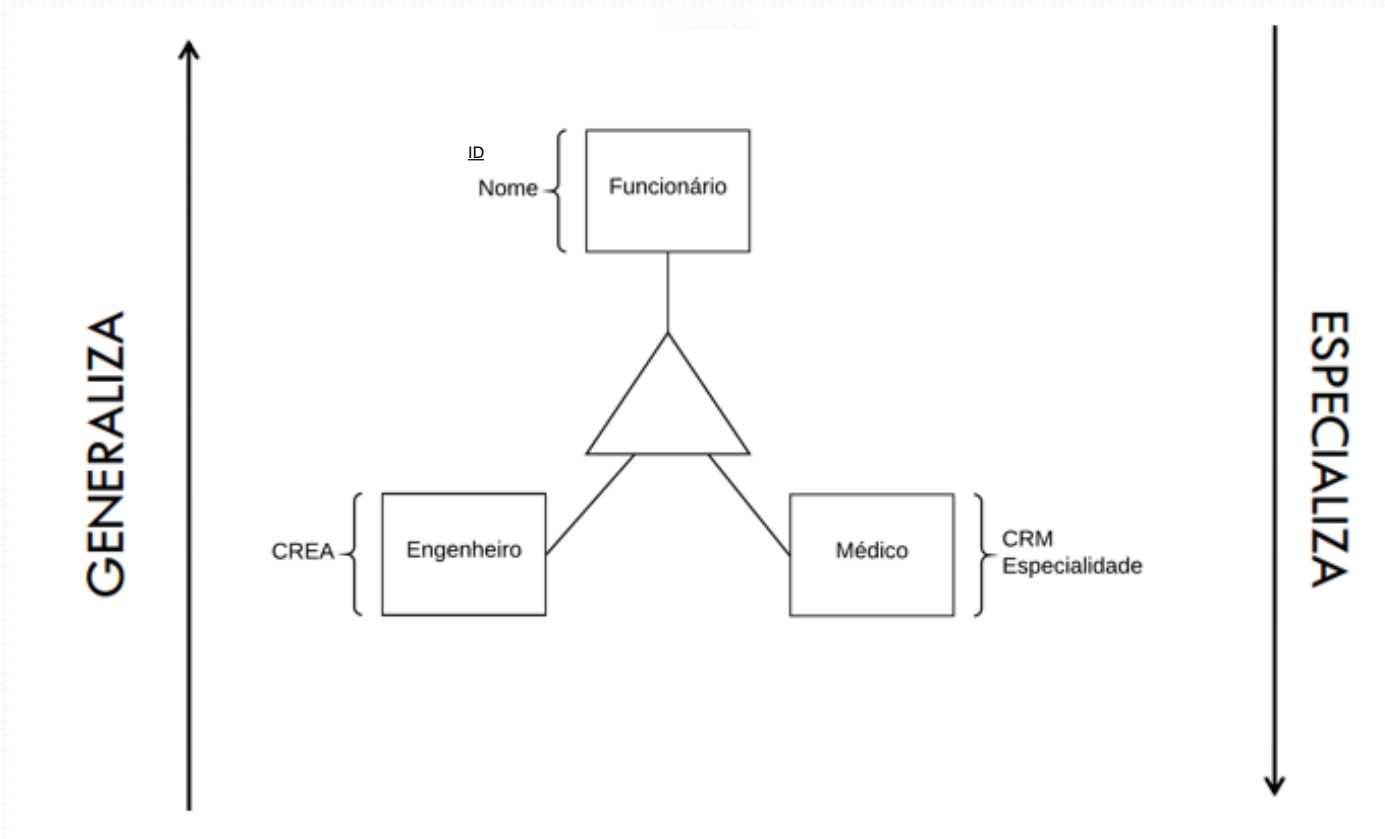 ID
Nome
Funcionário
GENERALIZA
ESPECIALIZA
CREA
Engenheiro
Médico
CRM
Especialidade